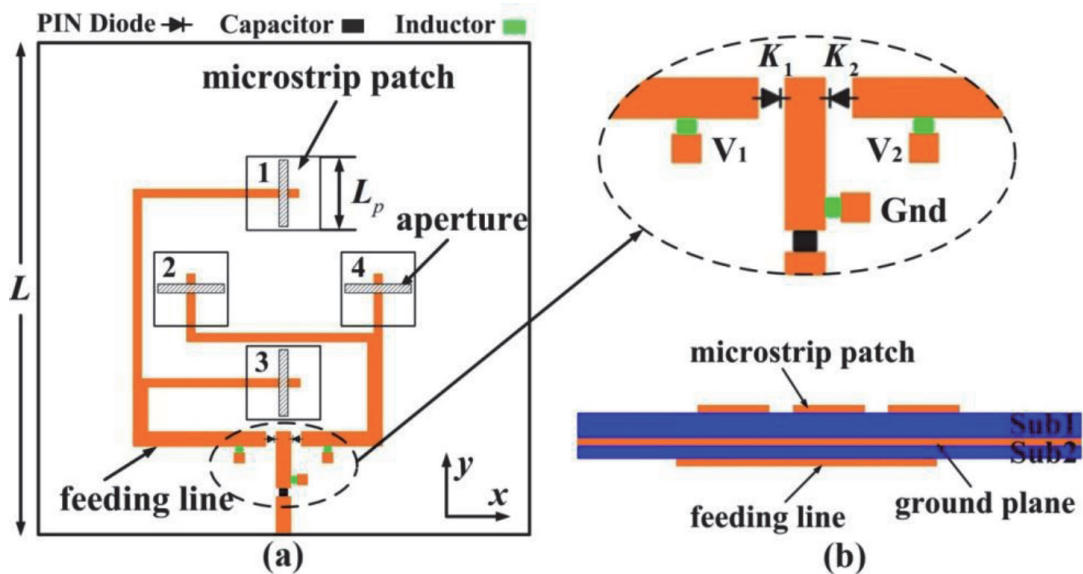 PIN Diode Capacitor Inductor
microstrip patch
1
Lp
aperture
2
4
L
3
feeding line
y
x
(a)
K1 K2
V1
V2
Gnd
microstrip patch
Sub1
Sub2
ground plane
feeding line
(b)